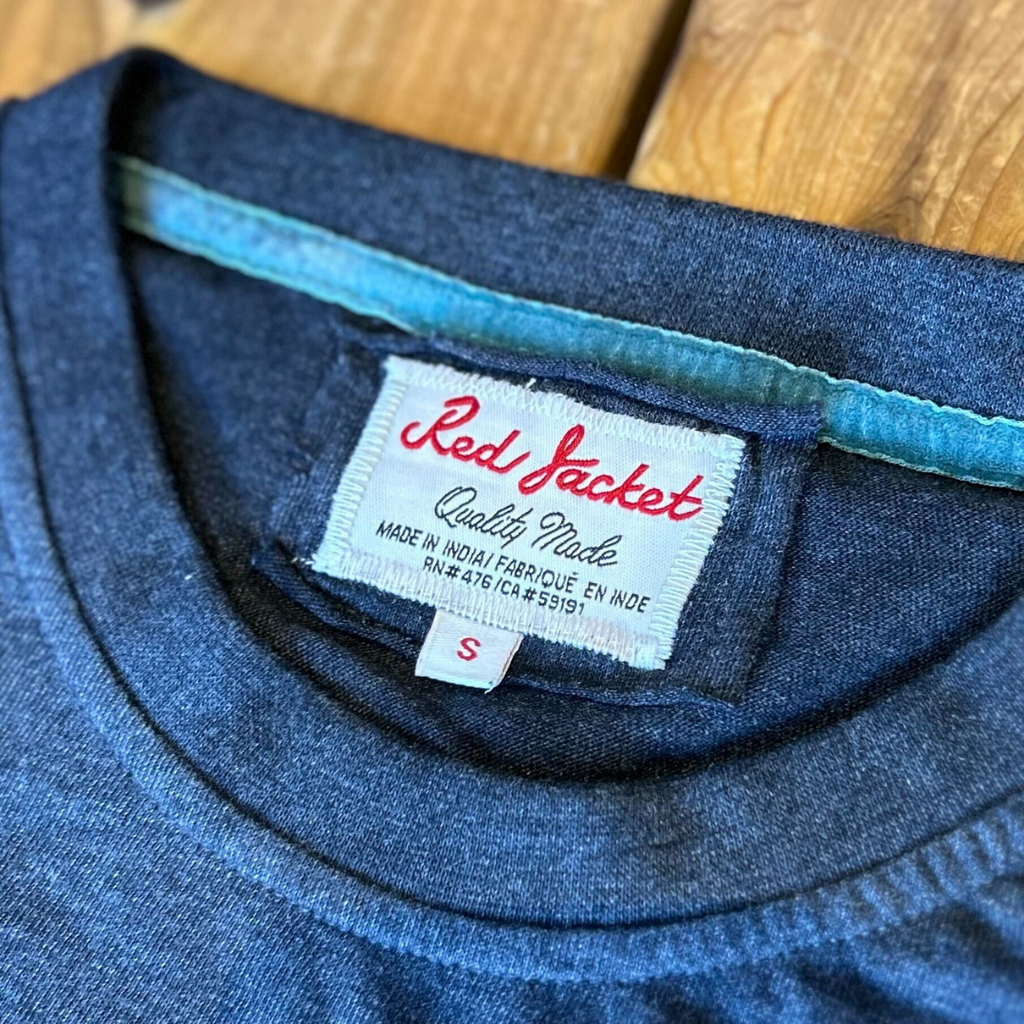 Red Jacket
Quality Made
MADE IN INDIA/ FABRIQUÉ EN INDE
RN#476/CA#59191
S